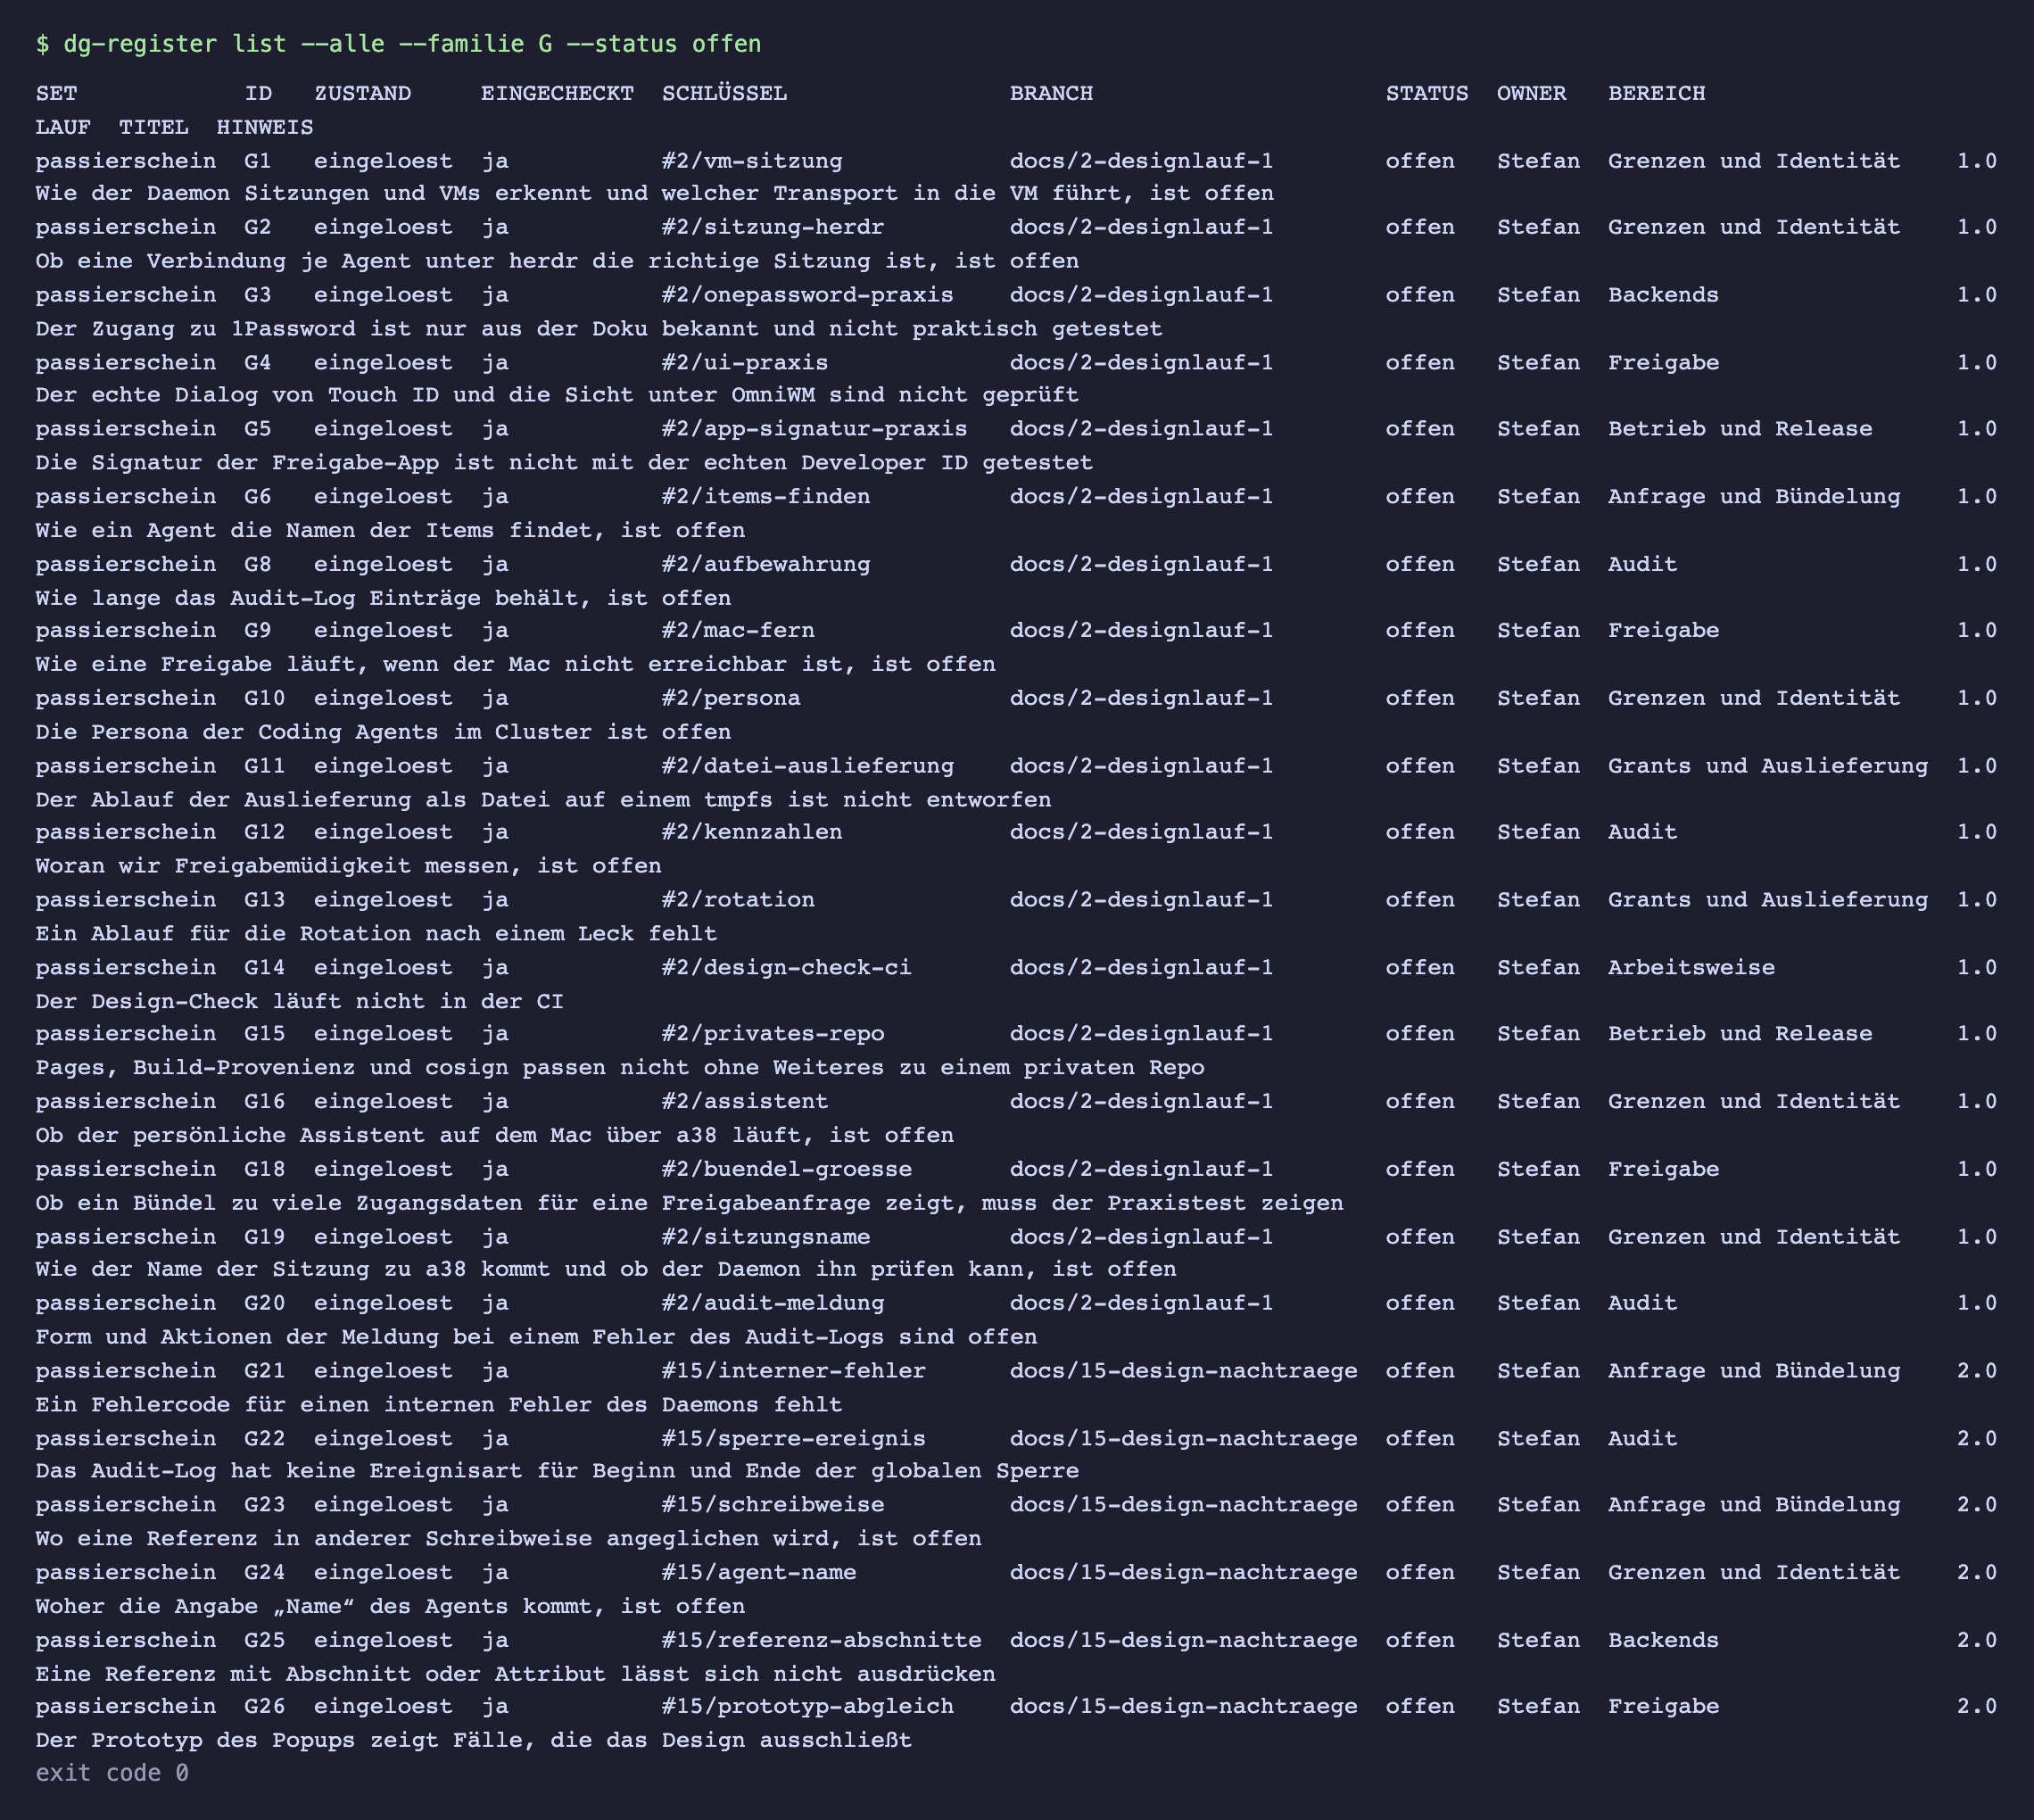 $ dg-register list --alle --familie G --status offen
SET            ID   ZUSTAND     EINGECHECKT  SCHLÜSSEL                BRANCH                     STATUS  OWNER   BEREICH
LAUF  TITEL  HINWEIS
passierschein  G1   eingeloest  ja           #2/vm-sitzung            docs/2-designlauf-1        offen   Stefan  Grenzen und Identität    1.0
Wie der Daemon Sitzungen und VMs erkennt und welcher Transport in die VM führt, ist offen
passierschein  G2   eingeloest  ja           #2/sitzung-herdr         docs/2-designlauf-1        offen   Stefan  Grenzen und Identität    1.0
Ob eine Verbindung je Agent unter herdr die richtige Sitzung ist, ist offen
passierschein  G3   eingeloest  ja           #2/onepassword-praxis    docs/2-designlauf-1        offen   Stefan  Backends                 1.0
Der Zugang zu 1Password ist nur aus der Doku bekannt und nicht praktisch getestet
passierschein  G4   eingeloest  ja           #2/ui-praxis             docs/2-designlauf-1        offen   Stefan  Freigabe                 1.0
Der echte Dialog von Touch ID und die Sicht unter OmniWM sind nicht geprüft
passierschein  G5   eingeloest  ja           #2/app-signatur-praxis   docs/2-designlauf-1        offen   Stefan  Betrieb und Release      1.0
Die Signatur der Freigabe-App ist nicht mit der echten Developer ID getestet
passierschein  G6   eingeloest  ja           #2/items-finden          docs/2-designlauf-1        offen   Stefan  Anfrage und Bündelung    1.0
Wie ein Agent die Namen der Items findet, ist offen
passierschein  G8   eingeloest  ja           #2/aufbewahrung          docs/2-designlauf-1        offen   Stefan  Audit                    1.0
Wie lange das Audit-Log Einträge behält, ist offen
passierschein  G9   eingeloest  ja           #2/mac-fern              docs/2-designlauf-1        offen   Stefan  Freigabe                 1.0
Wie eine Freigabe läuft, wenn der Mac nicht erreichbar ist, ist offen
passierschein  G10  eingeloest  ja           #2/persona               docs/2-designlauf-1        offen   Stefan  Grenzen und Identität    1.0
Die Persona der Coding Agents im Cluster ist offen
passierschein  G11  eingeloest  ja           #2/datei-auslieferung    docs/2-designlauf-1        offen   Stefan  Grants und Auslieferung  1.0
Der Ablauf der Auslieferung als Datei auf einem tmpfs ist nicht entworfen
passierschein  G12  eingeloest  ja           #2/kennzahlen            docs/2-designlauf-1        offen   Stefan  Audit                    1.0
Woran wir Freigabemüdigkeit messen, ist offen
passierschein  G13  eingeloest  ja           #2/rotation              docs/2-designlauf-1        offen   Stefan  Grants und Auslieferung  1.0
Ein Ablauf für die Rotation nach einem Leck fehlt
passierschein  G14  eingeloest  ja           #2/design-check-ci       docs/2-designlauf-1        offen   Stefan  Arbeitsweise             1.0
Der Design-Check läuft nicht in der CI
passierschein  G15  eingeloest  ja           #2/privates-repo         docs/2-designlauf-1        offen   Stefan  Betrieb und Release      1.0
Pages, Build-Provenienz und cosign passen nicht ohne Weiteres zu einem privaten Repo
passierschein  G16  eingeloest  ja           #2/assistent             docs/2-designlauf-1        offen   Stefan  Grenzen und Identität    1.0
Ob der persönliche Assistent auf dem Mac über a38 läuft, ist offen
passierschein  G18  eingeloest  ja           #2/buendel-groesse       docs/2-designlauf-1        offen   Stefan  Freigabe                 1.0
Ob ein Bündel zu viele Zugangsdaten für eine Freigabeanfrage zeigt, muss der Praxistest zeigen
passierschein  G19  eingeloest  ja           #2/sitzungsname          docs/2-designlauf-1        offen   Stefan  Grenzen und Identität    1.0
Wie der Name der Sitzung zu a38 kommt und ob der Daemon ihn prüfen kann, ist offen
passierschein  G20  eingeloest  ja           #2/audit-meldung         docs/2-designlauf-1        offen   Stefan  Audit                    1.0
Form und Aktionen der Meldung bei einem Fehler des Audit-Logs sind offen
passierschein  G21  eingeloest  ja           #15/interner-fehler      docs/15-design-nachtraege  offen   Stefan  Anfrage und Bündelung    2.0
Ein Fehlercode für einen internen Fehler des Daemons fehlt
passierschein  G22  eingeloest  ja           #15/sperre-ereignis      docs/15-design-nachtraege  offen   Stefan  Audit                    2.0
Das Audit-Log hat keine Ereignisart für Beginn und Ende der globalen Sperre
passierschein  G23  eingeloest  ja           #15/schreibweise         docs/15-design-nachtraege  offen   Stefan  Anfrage und Bündelung    2.0
Wo eine Referenz in anderer Schreibweise angeglichen wird, ist offen
passierschein  G24  eingeloest  ja           #15/agent-name           docs/15-design-nachtraege  offen   Stefan  Grenzen und Identität    2.0
Woher die Angabe „Name“ des Agents kommt, ist offen
passierschein  G25  eingeloest  ja           #15/referenz-abschnitte  docs/15-design-nachtraege  offen   Stefan  Backends                 2.0
Eine Referenz mit Abschnitt oder Attribut lässt sich nicht ausdrücken
passierschein  G26  eingeloest  ja           #15/prototyp-abgleich    docs/15-design-nachtraege  offen   Stefan  Freigabe                 2.0
Der Prototyp des Popups zeigt Fälle, die das Design ausschließt
exit code 0